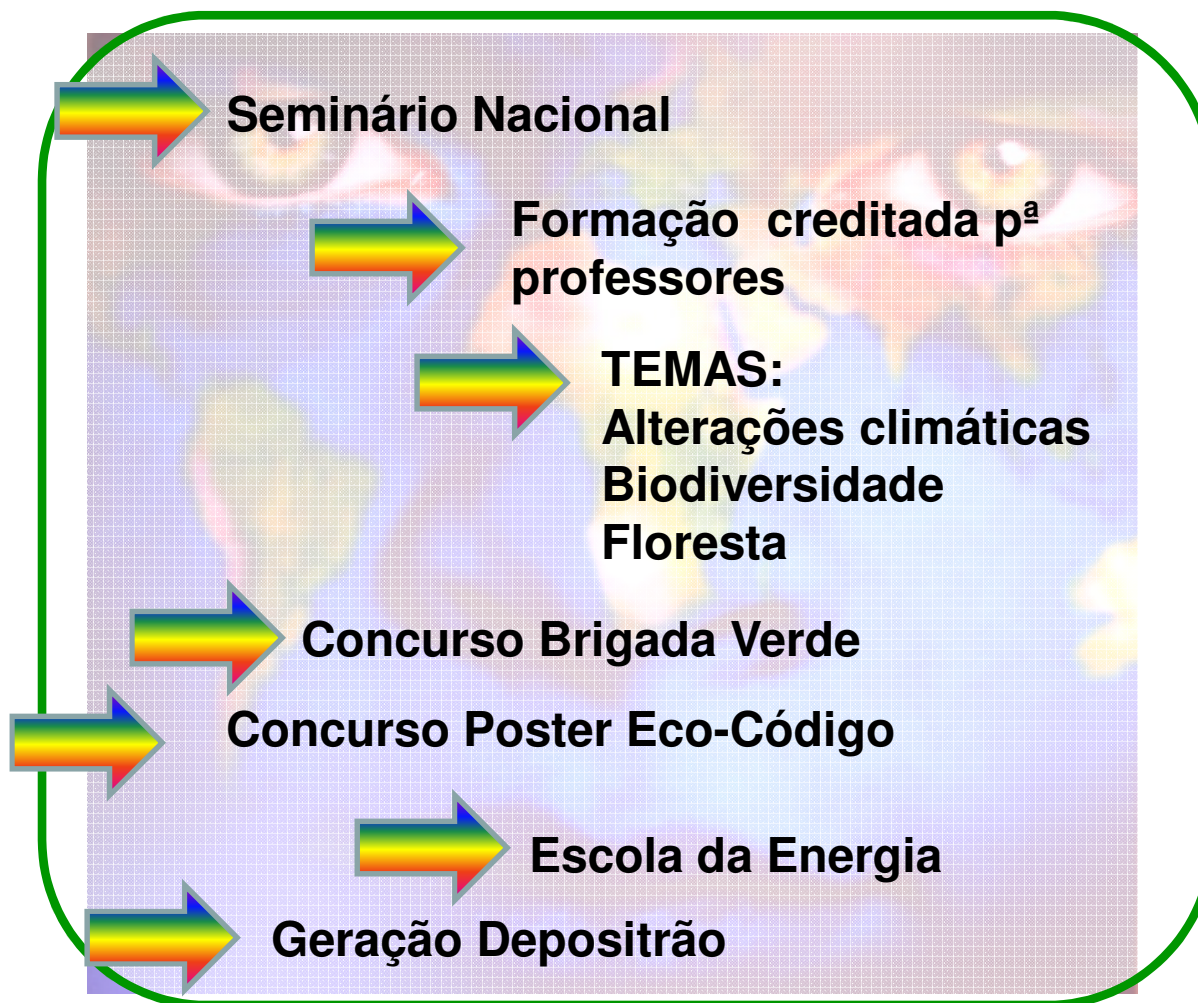 Seminário Nacional
Formação creditada pª
professores
TEMAS:
Alterações climáticas
Biodiversidade
Floresta
Concurso Brigada Verde
Concurso Poster Eco-Código
Escola da Energia
Geração Depositrão